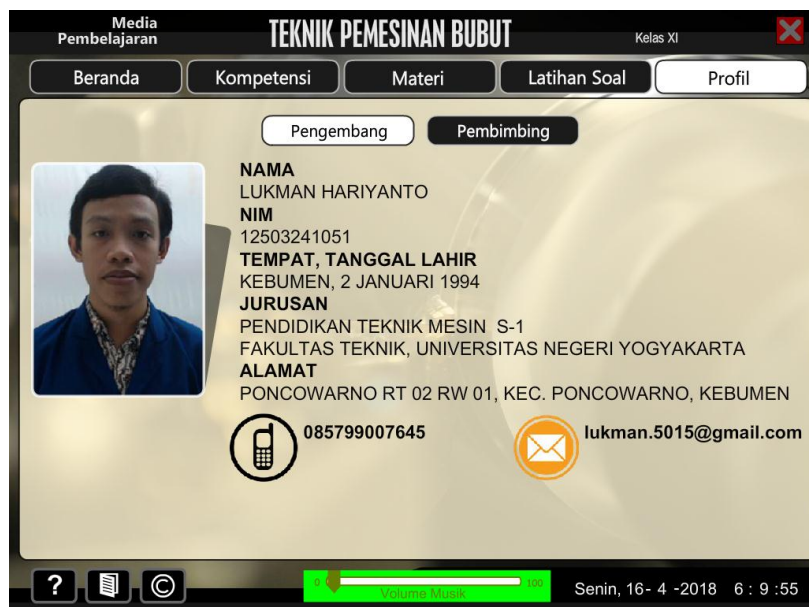 Media
Pembelajaran
TEKNIK PEMESINAN BUBUT
Kelas XI
Beranda
Kompetensi
Materi
Latihan Soal
Profil
Pengembang
Pembimbing
NAMA
LUKMAN HARIYANTO
NIM
12503241051
TEMPAT, TANGGAL LAHIR
KEBUMEN, 2 JANUARI 1994
JURUSAN
PENDIDIKAN TEKNIK MESIN S-1
FAKULTAS TEKNIK, UNIVERSITAS NEGERI YOGYAKARTA
ALAMAT
PONCOWARNO RT 02 RW 01, KEC. PONCOWARNO, KEBUMEN
085799007645
lukman.5015@gmail.com
?
©
0
100
Volume Musik
Senin, 16- 4 -2018 6 : 9 :55